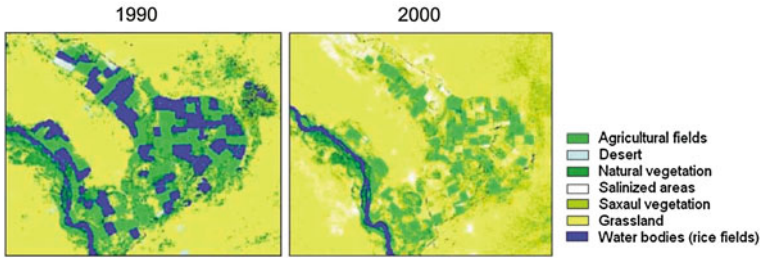 1990
2000
Agricultural fields
Desert
Natural vegetation
Salinized areas
Saxaul vegetation
Grassland
Water bodies (rice fields)